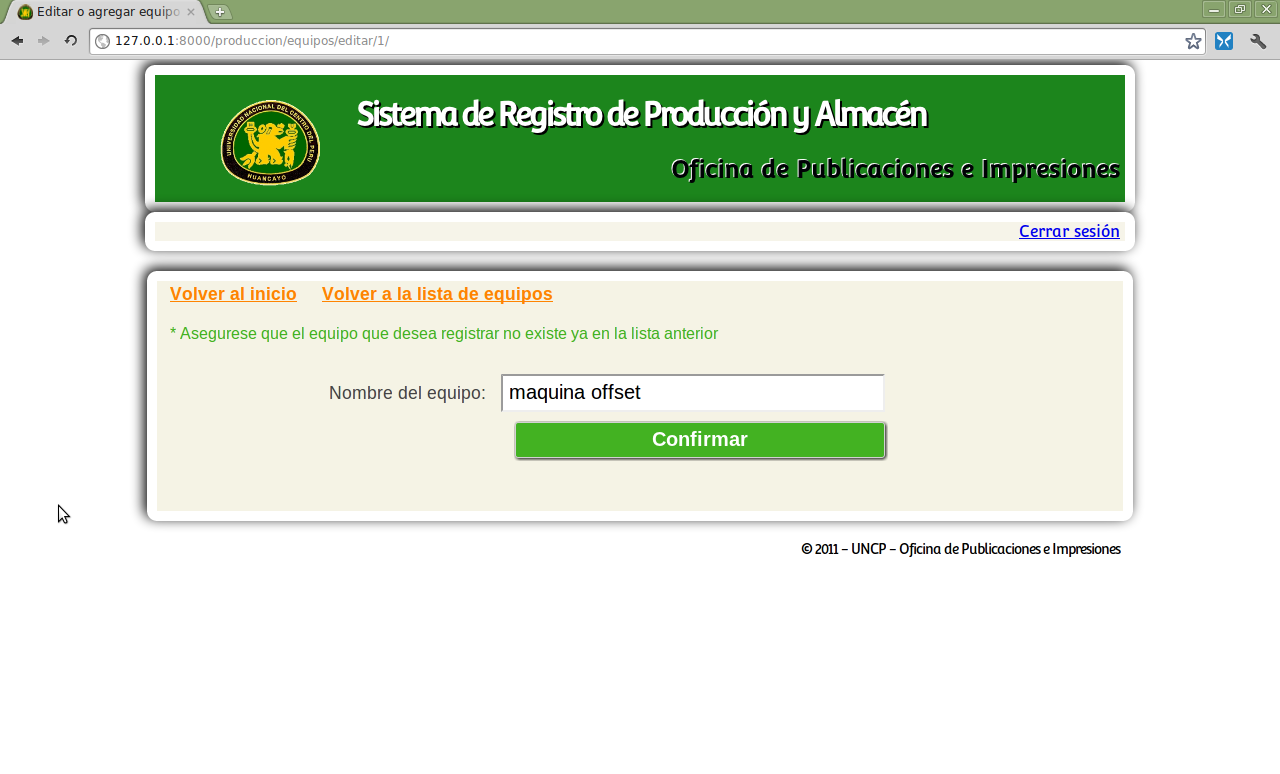 Editar o agregar equipo
127.0.0.1:8000/produccion/equipos/editar/1/
UNIVERSIDAD NACIONAL DEL CENTRO DEL PERU
HUANCAYO
Sistema de Registro de Producción y Almacén
Oficina de Publicaciones e Impresiones
Cerrar sesión
Volver al inicio Volver a la lista de equipos
* Asegurese que el equipo que desea registrar no existe ya en la lista anterior
Nombre del equipo: maquina offset
Confirmar
© 2011 – UNCP – Oficina de Publicaciones e Impresiones